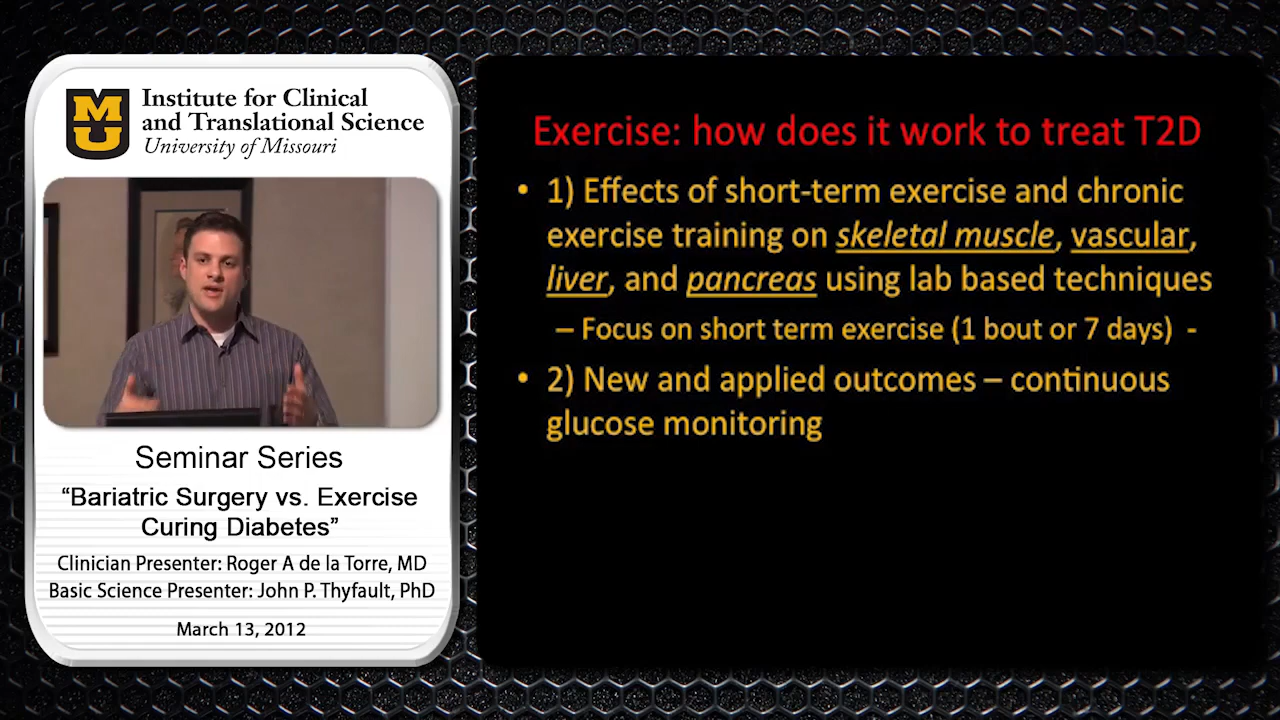 MU
Institute for Clinical
and Translational Science
University of Missouri
Seminar Series
“Bariatric Surgery vs. Exercise
Curing Diabetes”
Clinician Presenter: Roger A de la Torre, MD
Basic Science Presenter: John P. Thyfault, PhD
March 13, 2012
Exercise: how does it work to treat T2D
• 1) Effects of short-term exercise and chronic
exercise training on skeletal muscle, vascular,
liver, and pancreas using lab based techniques
– Focus on short term exercise (1 bout or 7 days) -
• 2) New and applied outcomes – continuous
glucose monitoring